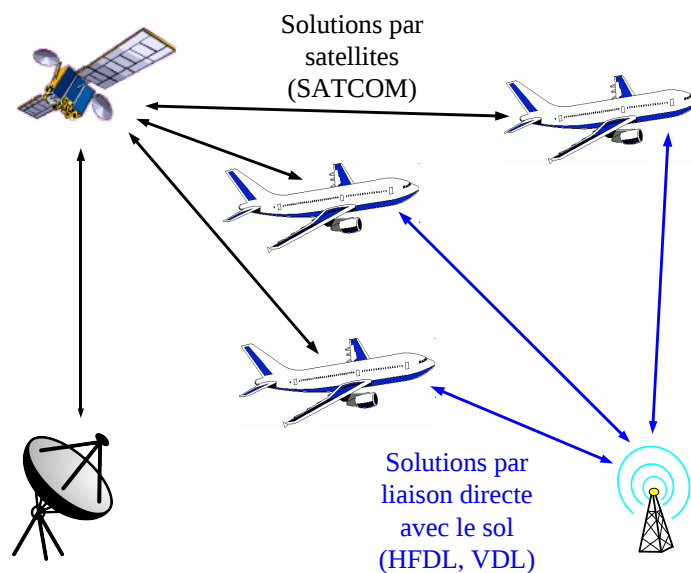 Solutions par
satellites
(SATCOM)
Solutions par
liaison directe
avec le sol
(HFDL, VDL)